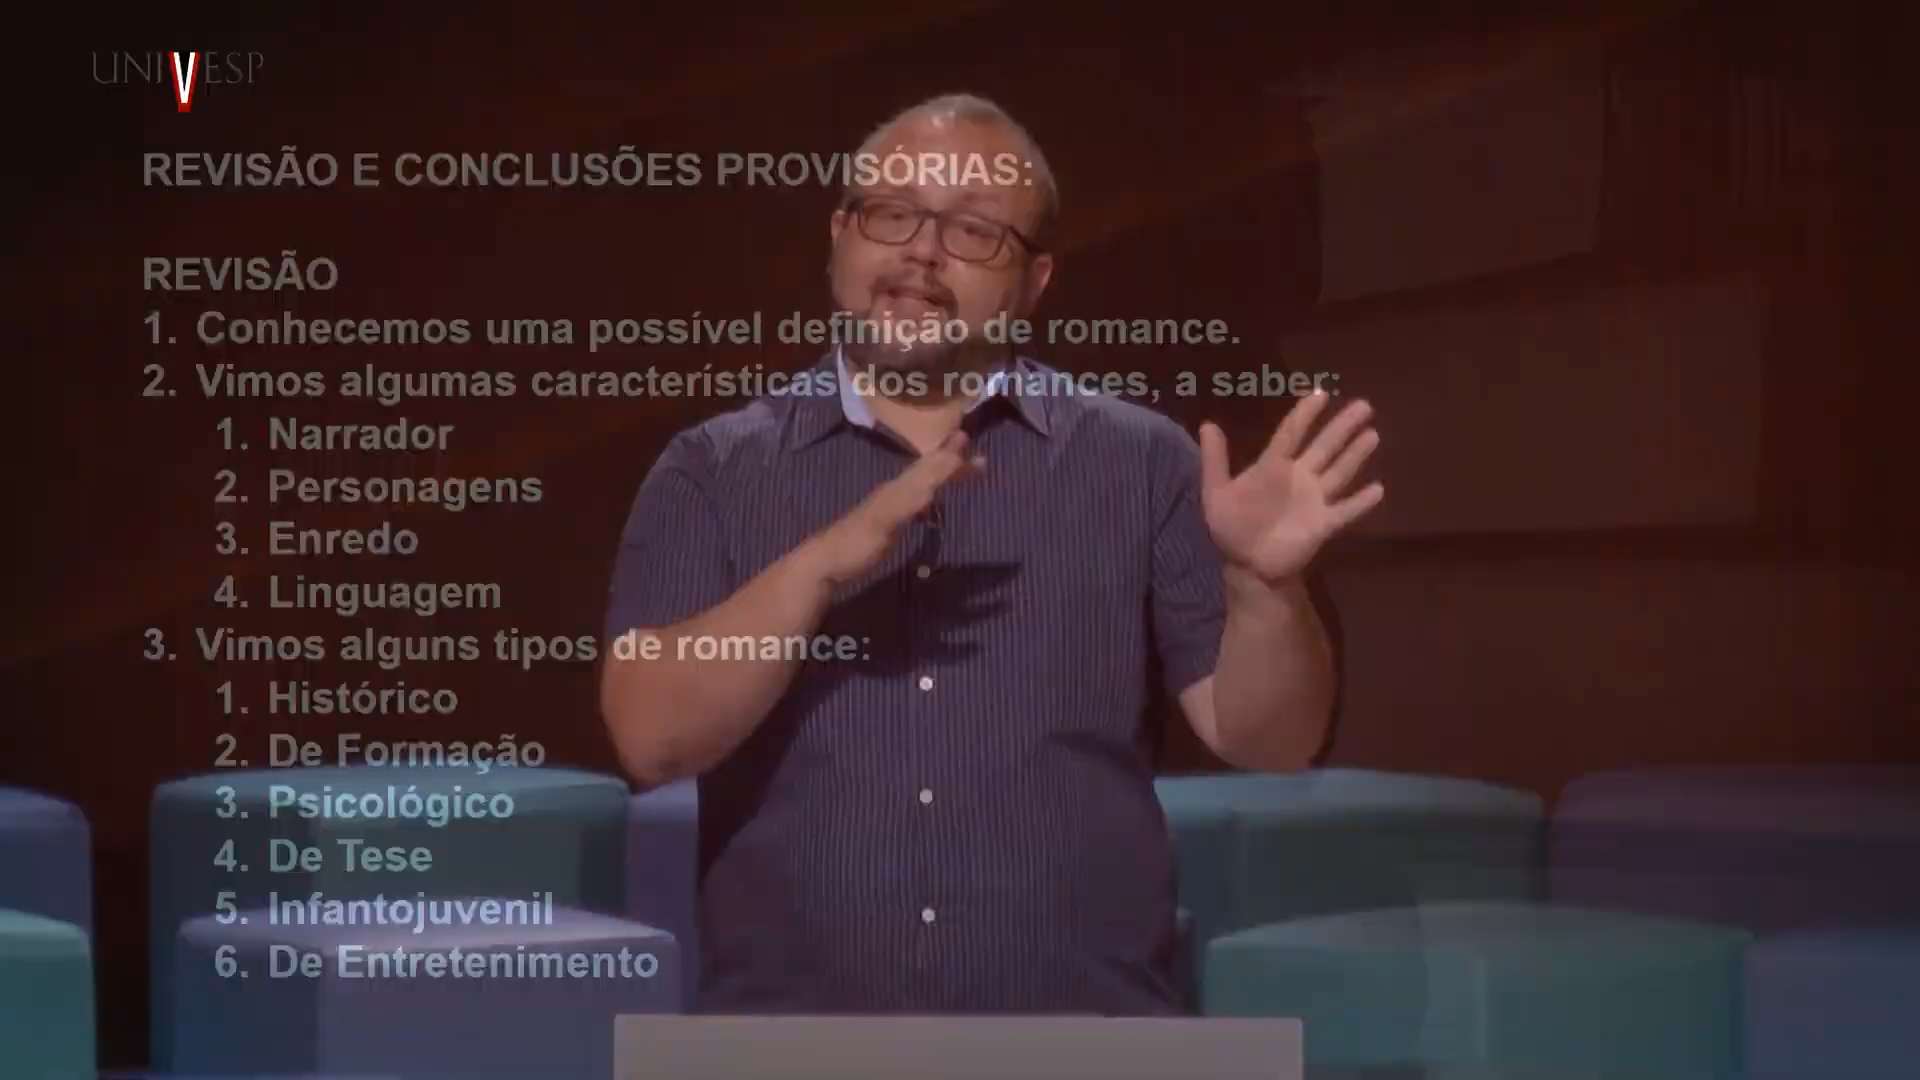 UNIVESP
REVISÃO E CONCLUSÕES PROVISÓRIAS:
REVISÃO
1. Conhecemos uma possível definição de romance.
2. Vimos algumas características dos romances, a saber:
1. Narrador
2. Personagens
3. Enredo
4. Linguagem
3. Vimos alguns tipos de romance:
1. Histórico
2. De Formação
3. Psicológico
4. De Tese
5. Infantojuvenil
6. De Entretenimento